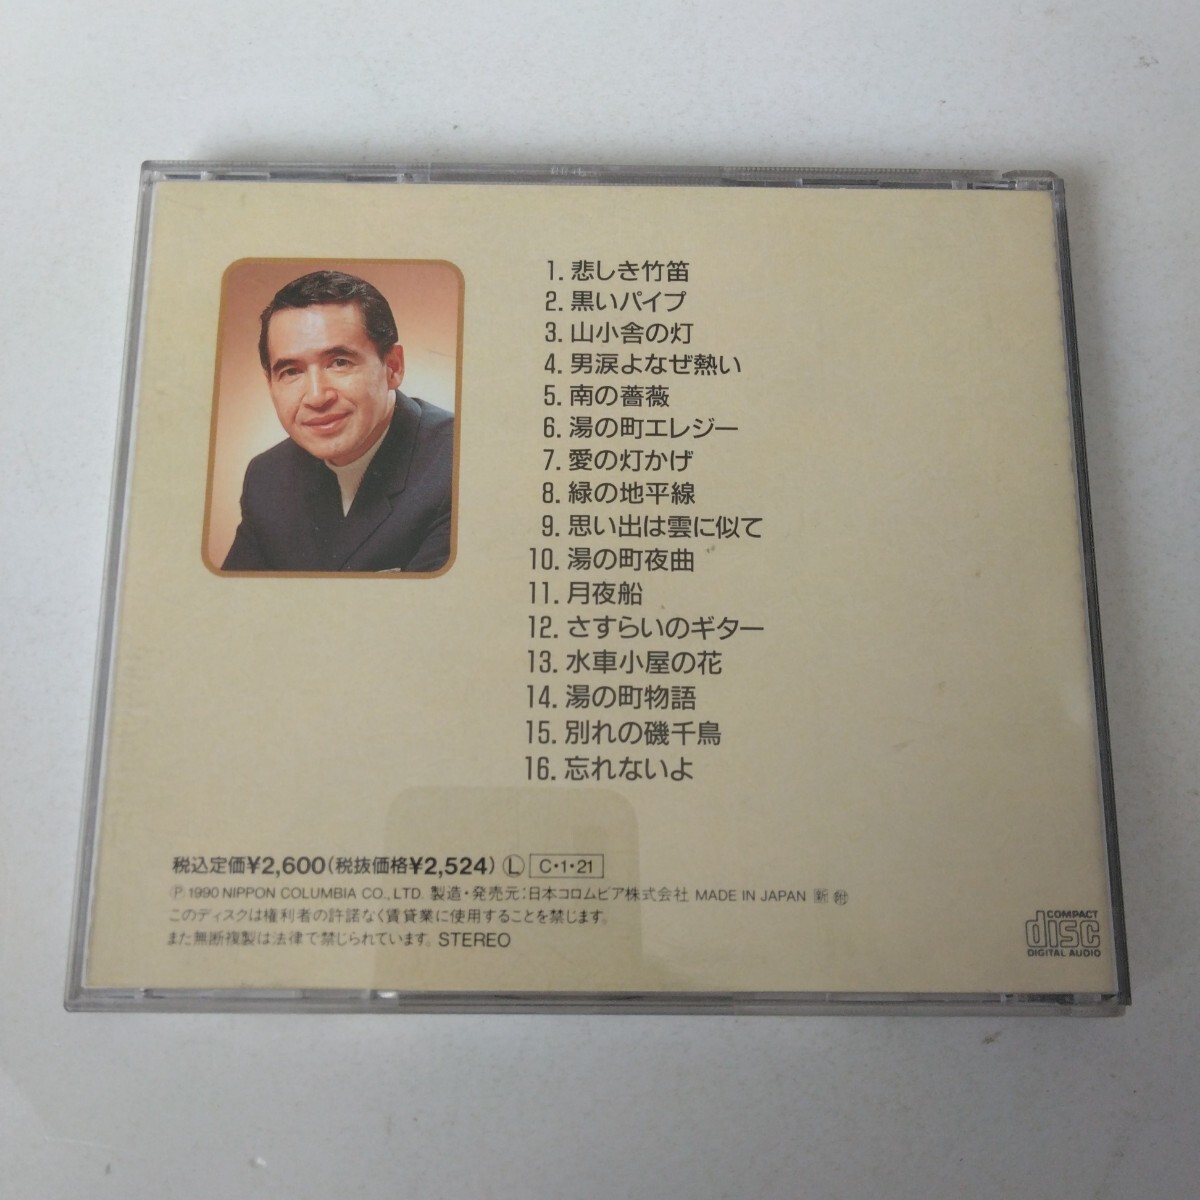 1. 悲しき竹笛
2. 黒いパイプ
3. 山小舎の灯
4. 男涙よなぜ熱い
5. 南の薔薇
6. 湯の町エレジー
7. 愛の灯かげ
8. 緑の地平線
9. 思い出は雲に似て
10. 湯の町夜曲
11. 月夜船
12. さすらいのギター
13. 水車小屋の花
14. 湯の町物語
15. 別れの磯千鳥
16. 忘れないよ
税込定価¥2,600(税抜価格¥2,524) Ⓛ C・1・21
Ⓟ 1990 NIPPON COLUMBIA CO., LTD. 製造・発売元:日本コロムビア株式会社 MADE IN JAPAN 新
このディスクは権利者の許諾なく賃貸業に使用することを禁じます。
また無断複製は法律で禁じられています。 STEREO
COMPACT
disc
DIGITAL AUDIO